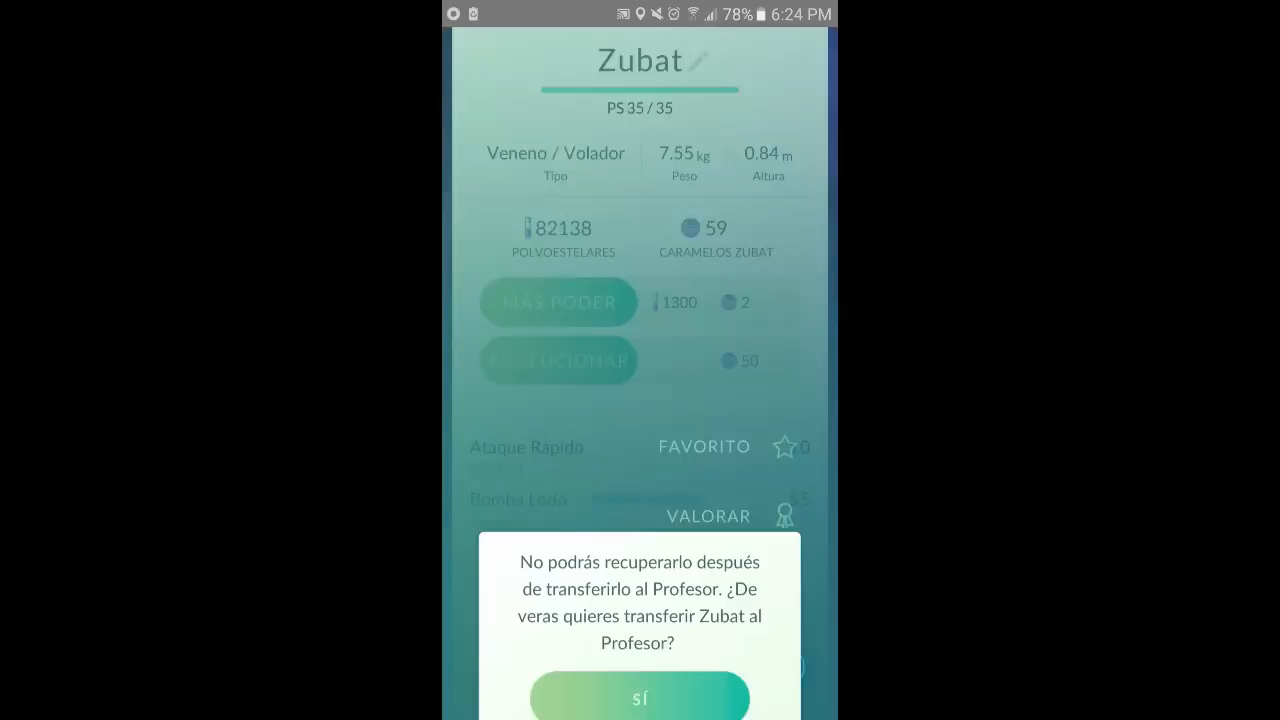 78% 6:24 PM
Zubat
PS 35 / 35
Veneno / Volador 7.55 kg 0.84 m
Tipo Peso Altura
82138 59
POLVOESTELARES CARAMELOS ZUBAT
MÁS PODER 1300 2
EVOLUCIONAR 50
Ataque Rapido
FAVORITO
Bomba Lodo
VALORAR
No podrás recuperarlo después
de transferirlo al Profesor. ¿De
veras quieres transferir Zubat al
Profesor?
SÍ